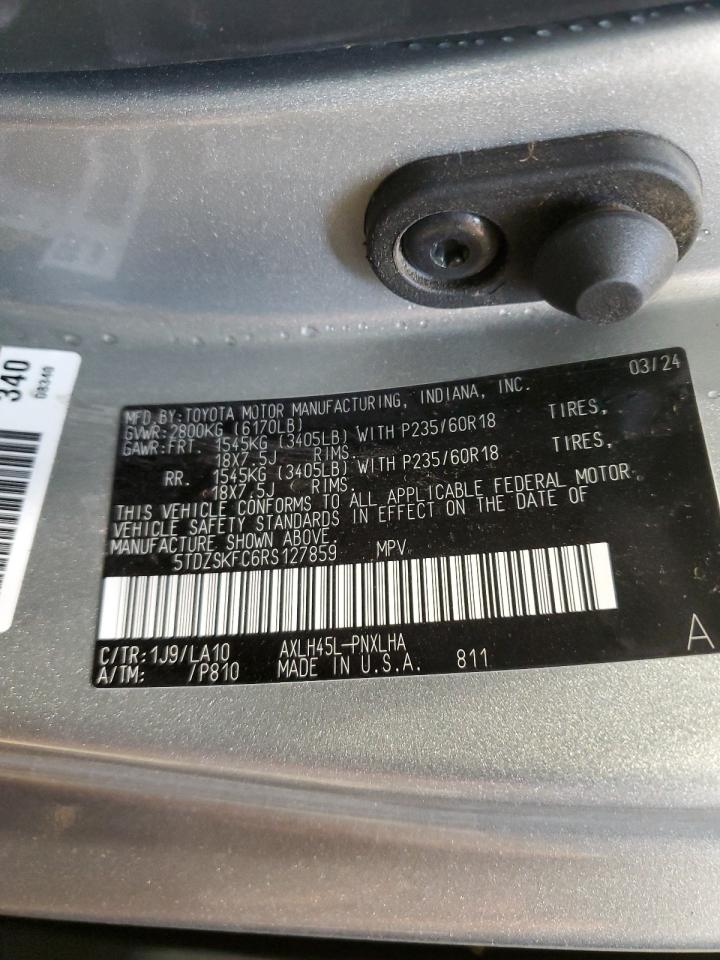 340
D8340
03/24
MFD.BY:TOYOTA MOTOR MANUFACTURING, INDIANA, INC.
GVWR:2800KG (6170LB)
GAWR:FRT. 1545KG (3405LB) WITH P235/60R18 TIRES,
18X7.5J RIMS
RR. 1545KG (3405LB) WITH P235/60R18 TIRES,
18X7.5J RIMS.
THIS VEHICLE CONFORMS TO ALL APPLICABLE FEDERAL MOTOR
VEHICLE SAFETY STANDARDS IN EFFECT ON THE DATE OF
MANUFACTURE SHOWN ABOVE.
5TDZSKFC6RS127859 MPV
C/TR:1J9/LA10 AXLH45L-PNXLHA
A/TM: /P810 MADE IN U.S.A. 811
A